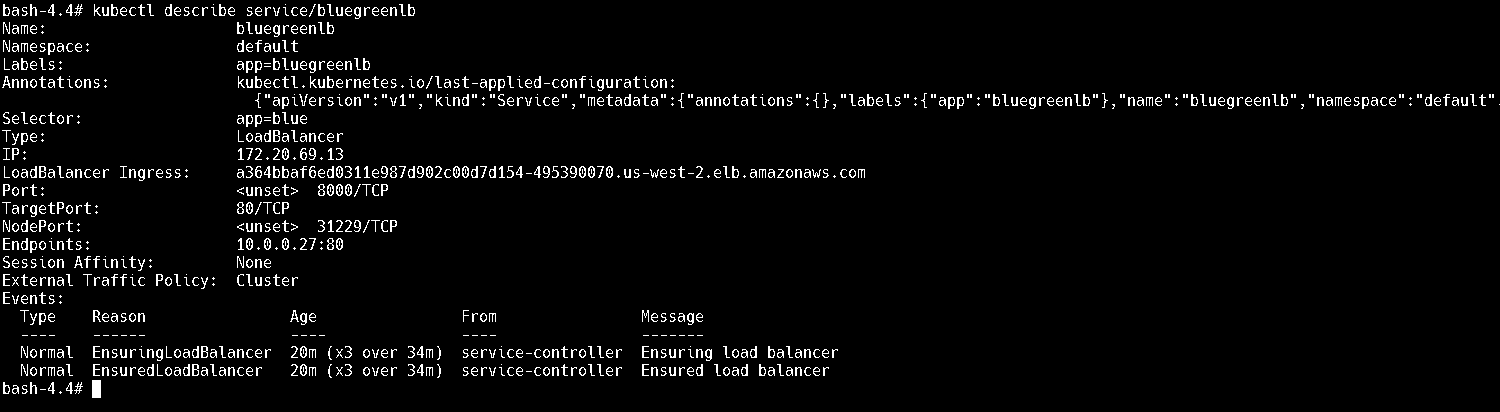 bash-4.4# kubectl describe service/bluegreenlb
Name:                     bluegreenlb
Namespace:                default
Labels:                   app=bluegreenlb
Annotations:              kubectl.kubernetes.io/last-applied-configuration:
                            {"apiVersion":"v1","kind":"Service","metadata":{"annotations":{},"labels":{"app":"bluegreenlb"},"name":"bluegreenlb","namespace":"default".
Selector:                 app=blue
Type:                     LoadBalancer
IP:                       172.20.69.13
LoadBalancer Ingress:     a364bbaf6ed0311e987d902c00d7d154-495390070.us-west-2.elb.amazonaws.com
Port:                     <unset>  8000/TCP
TargetPort:               80/TCP
NodePort:                 <unset>  31229/TCP
Endpoints:                10.0.0.27:80
Session Affinity:         None
External Traffic Policy:  Cluster
Events:
  Type    Reason                Age                From                Message
  ----    ------                ----               ----                -------
  Normal  EnsuringLoadBalancer  20m (x3 over 34m)  service-controller  Ensuring load balancer
  Normal  EnsuredLoadBalancer   20m (x3 over 34m)  service-controller  Ensured load balancer
bash-4.4#